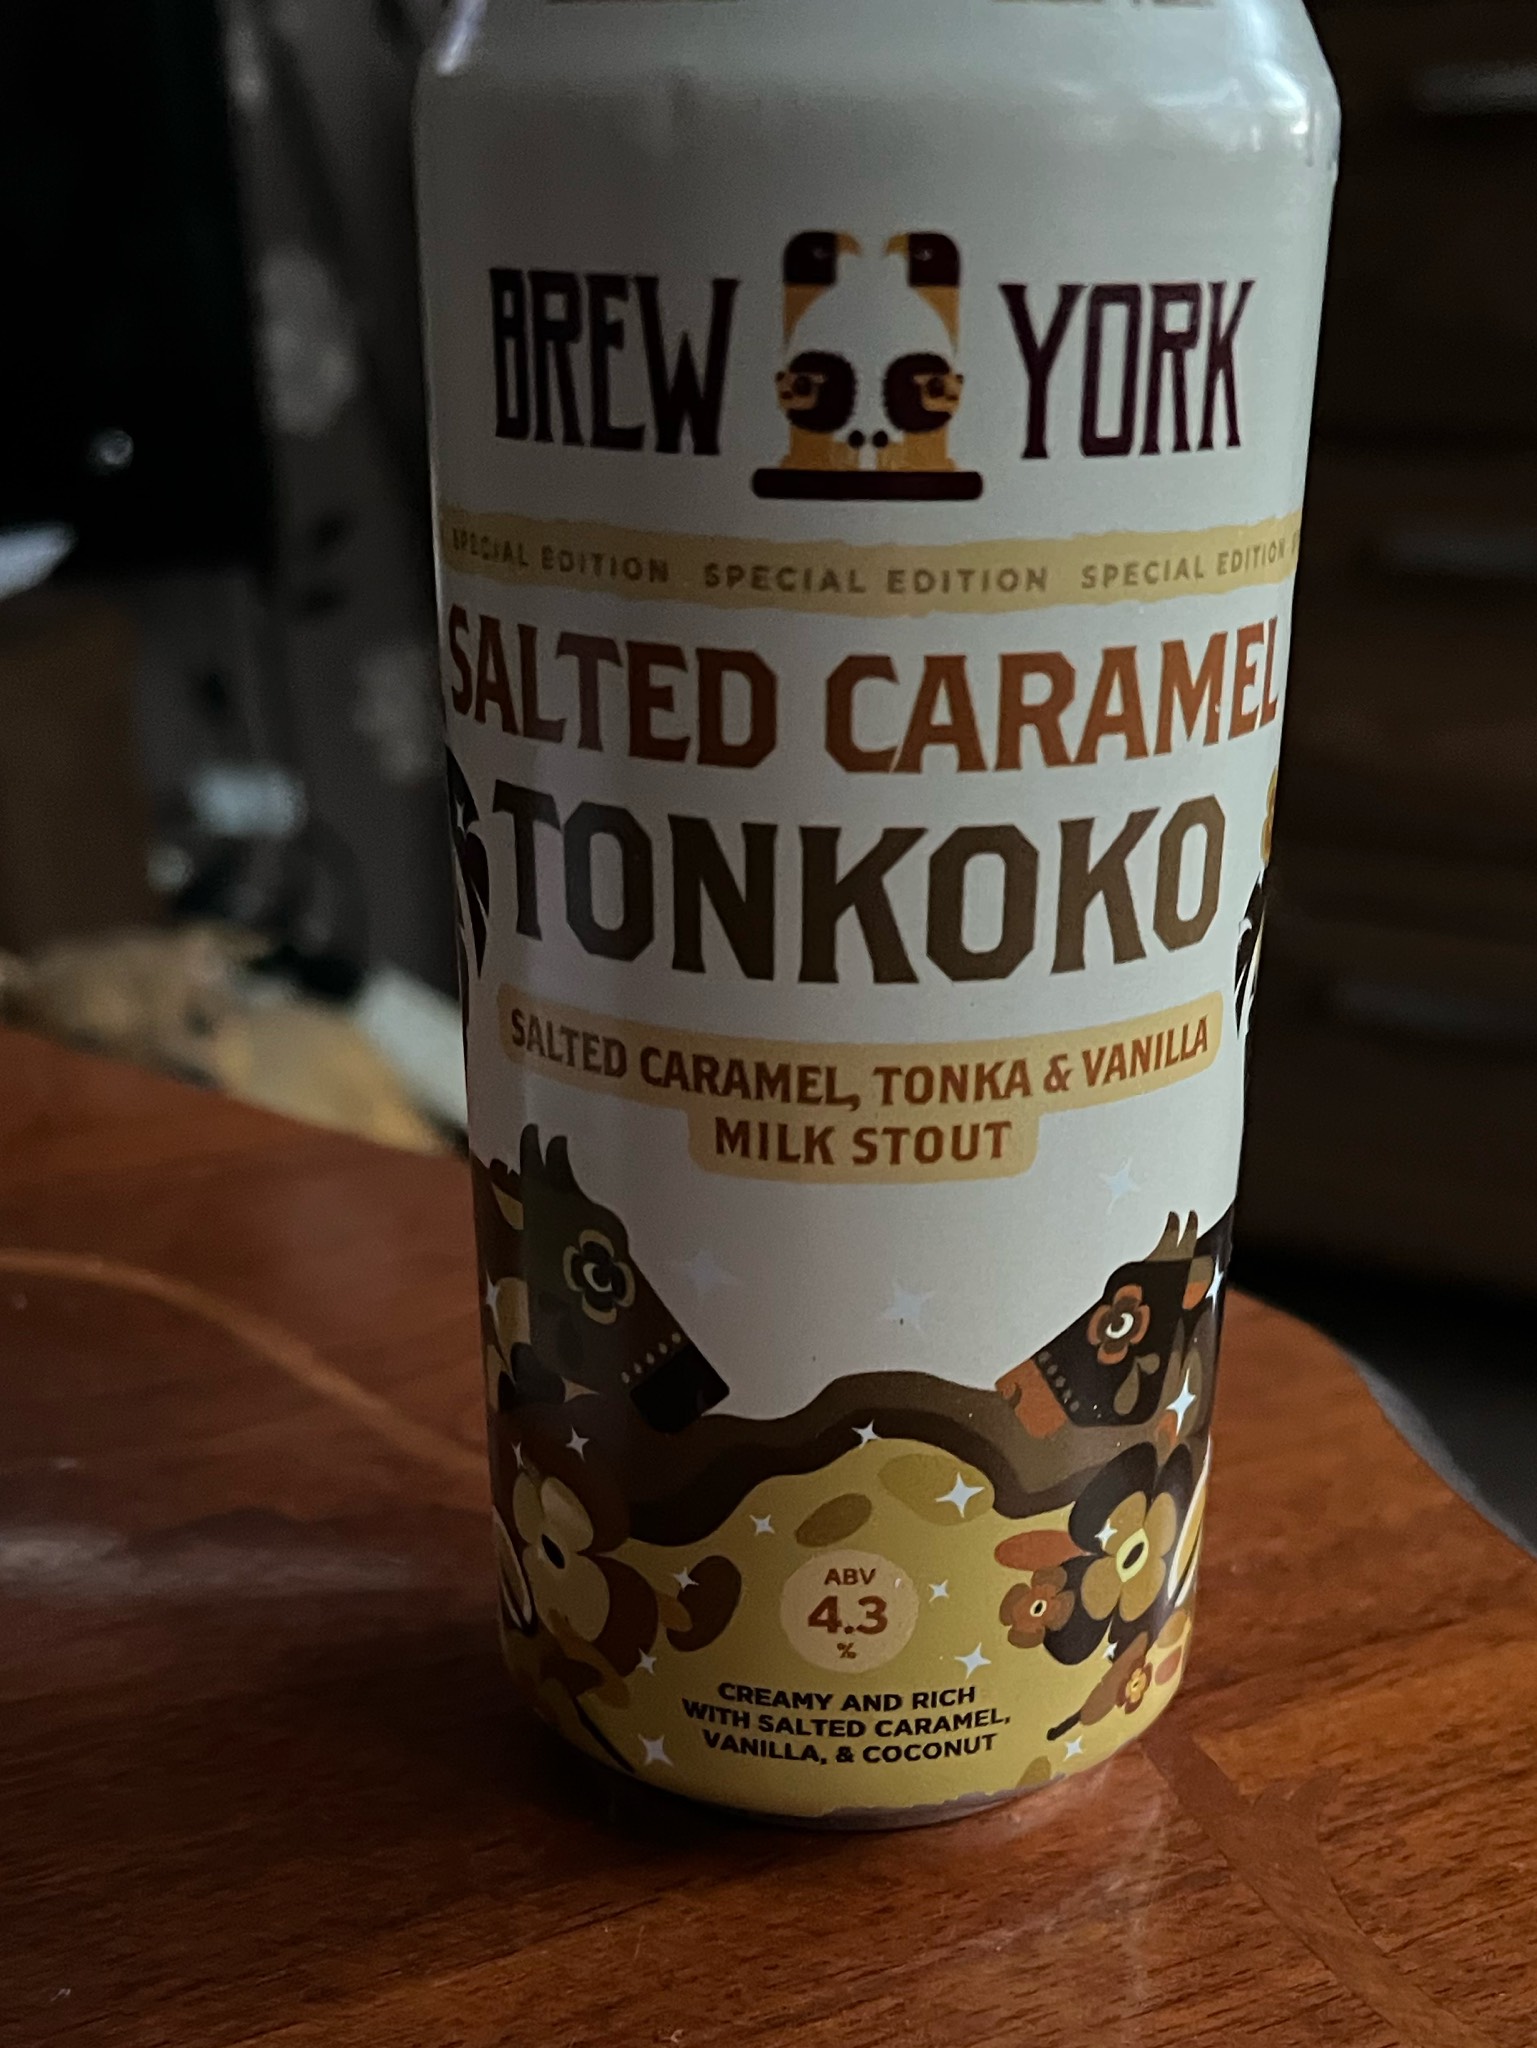 BREW YORK
SPECIAL EDITION SPECIAL EDITION SPECIAL EDITION
SALTED CARAMEL
TONKOKO
SALTED CARAMEL, TONKA & VANILLA
MILK STOUT
ABV
4.3
%
CREAMY AND RICH
WITH SALTED CARAMEL,
VANILLA, & COCONUT